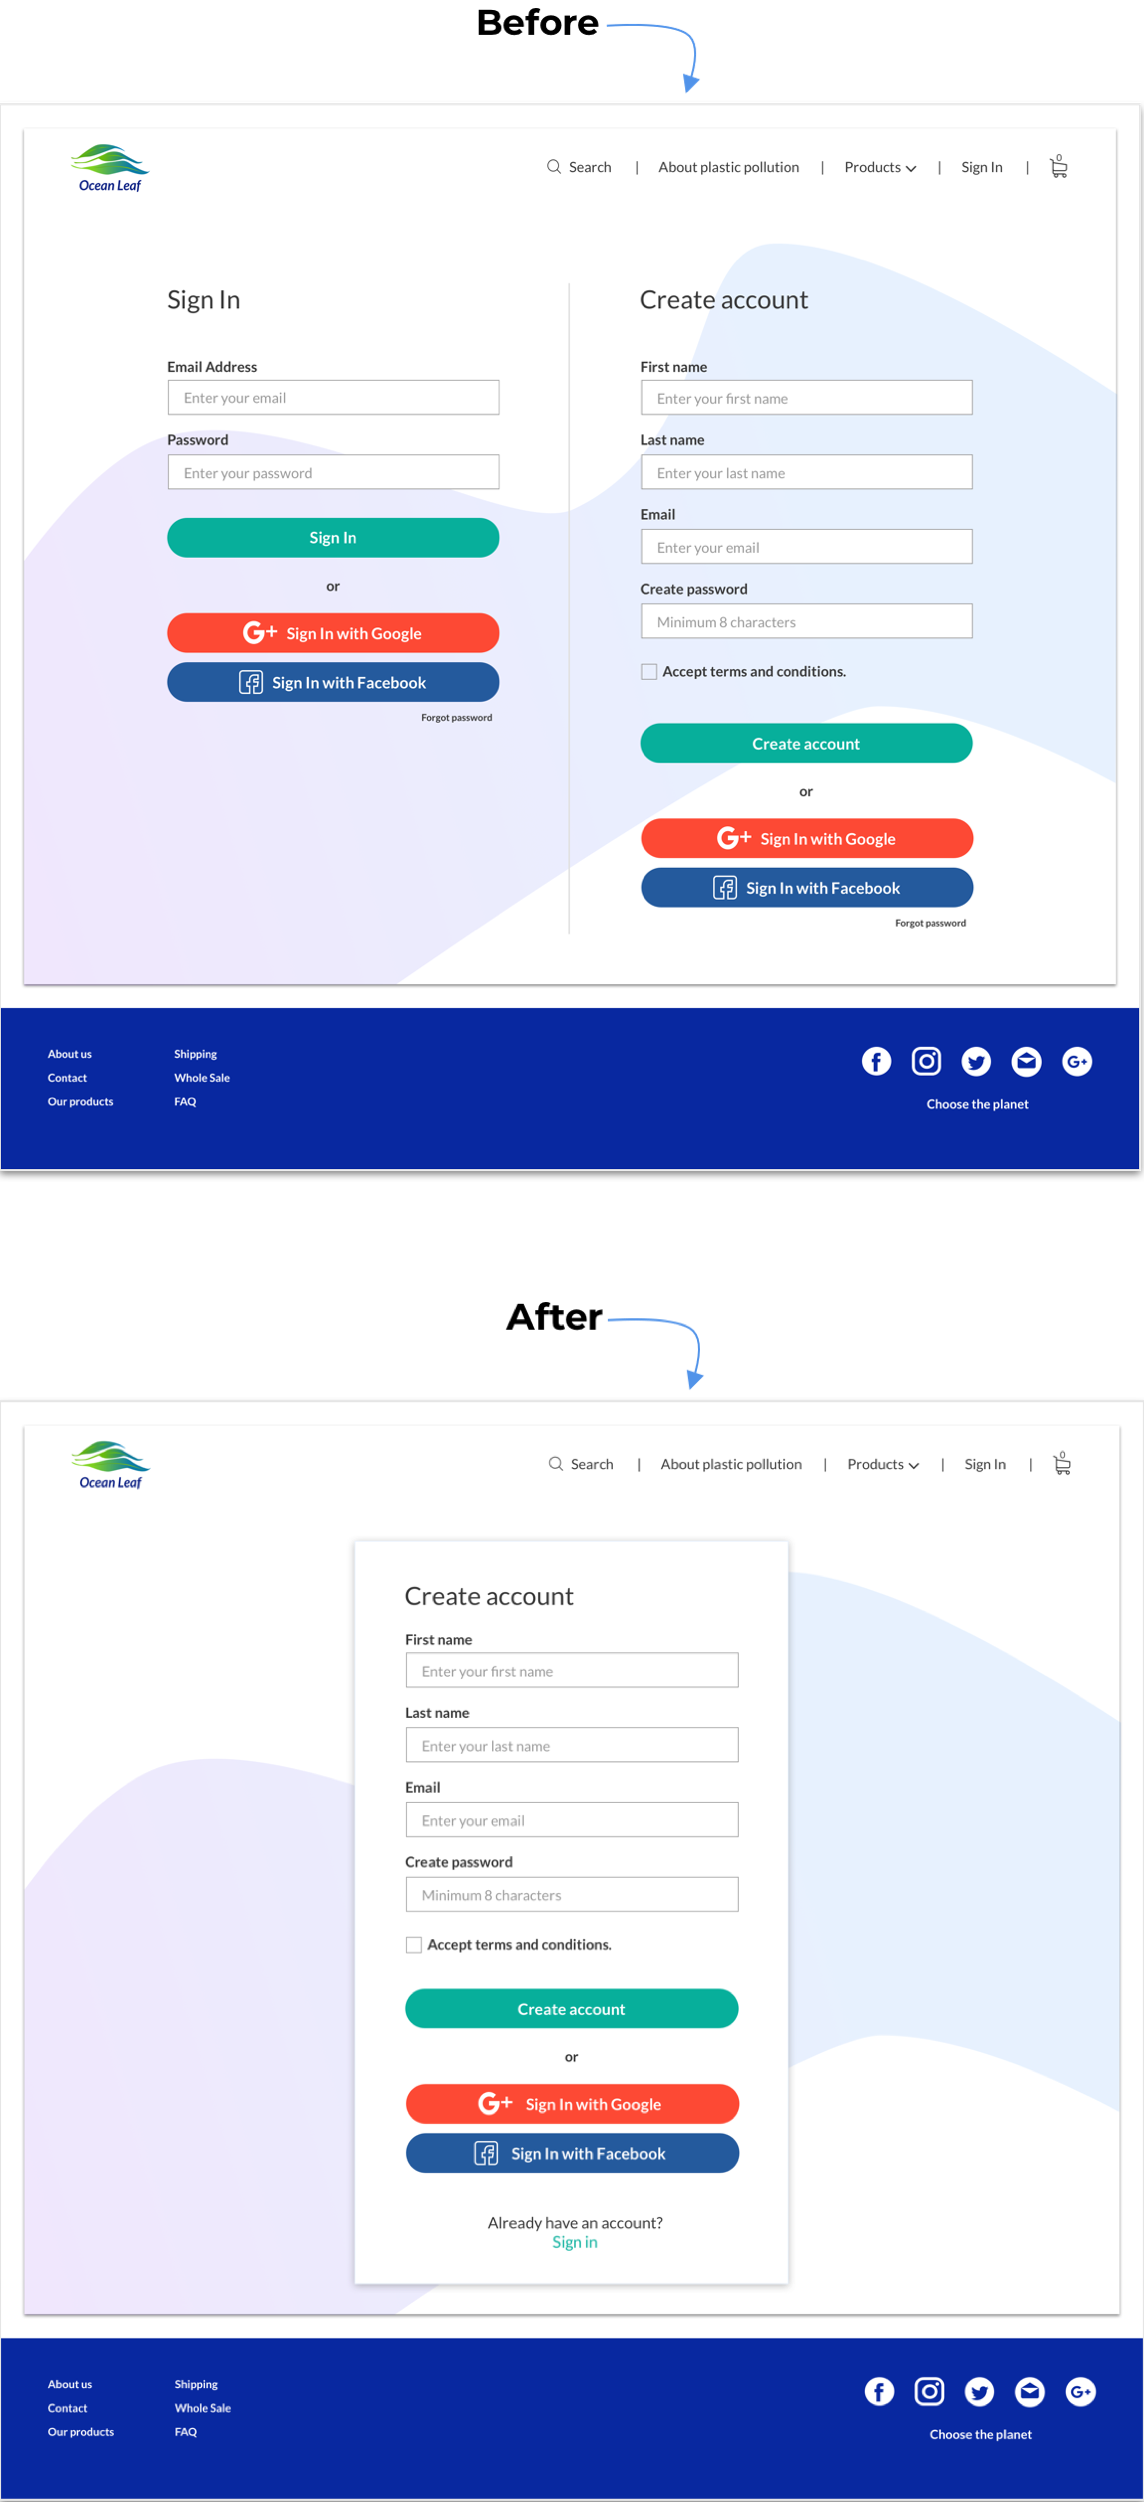 Before
Ocean Leaf
Search | About plastic pollution | Products | Sign In | 0
Sign In
Email Address
Enter your email
Password
Enter your password
Sign In
or
G+ Sign In with Google
Sign In with Facebook
Forgot password
Create account
First name
Enter your first name
Last name
Enter your last name
Email
Enter your email
Create password
Minimum 8 characters
Accept terms and conditions.
Create account
or
G+ Sign In with Google
Sign In with Facebook
Forgot password
About us
Contact
Our products
Shipping
Whole Sale
FAQ
Choose the planet
After
Ocean Leaf
Search | About plastic pollution | Products | Sign In | 0
Create account
First name
Enter your first name
Last name
Enter your last name
Email
Enter your email
Create password
Minimum 8 characters
Accept terms and conditions.
Create account
or
G+ Sign In with Google
Sign In with Facebook
Already have an account?
Sign in
About us
Contact
Our products
Shipping
Whole Sale
FAQ
Choose the planet